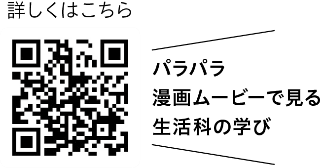 詳しくはこちら
パラパラ
漫画ムービーで見る
生活科の学び